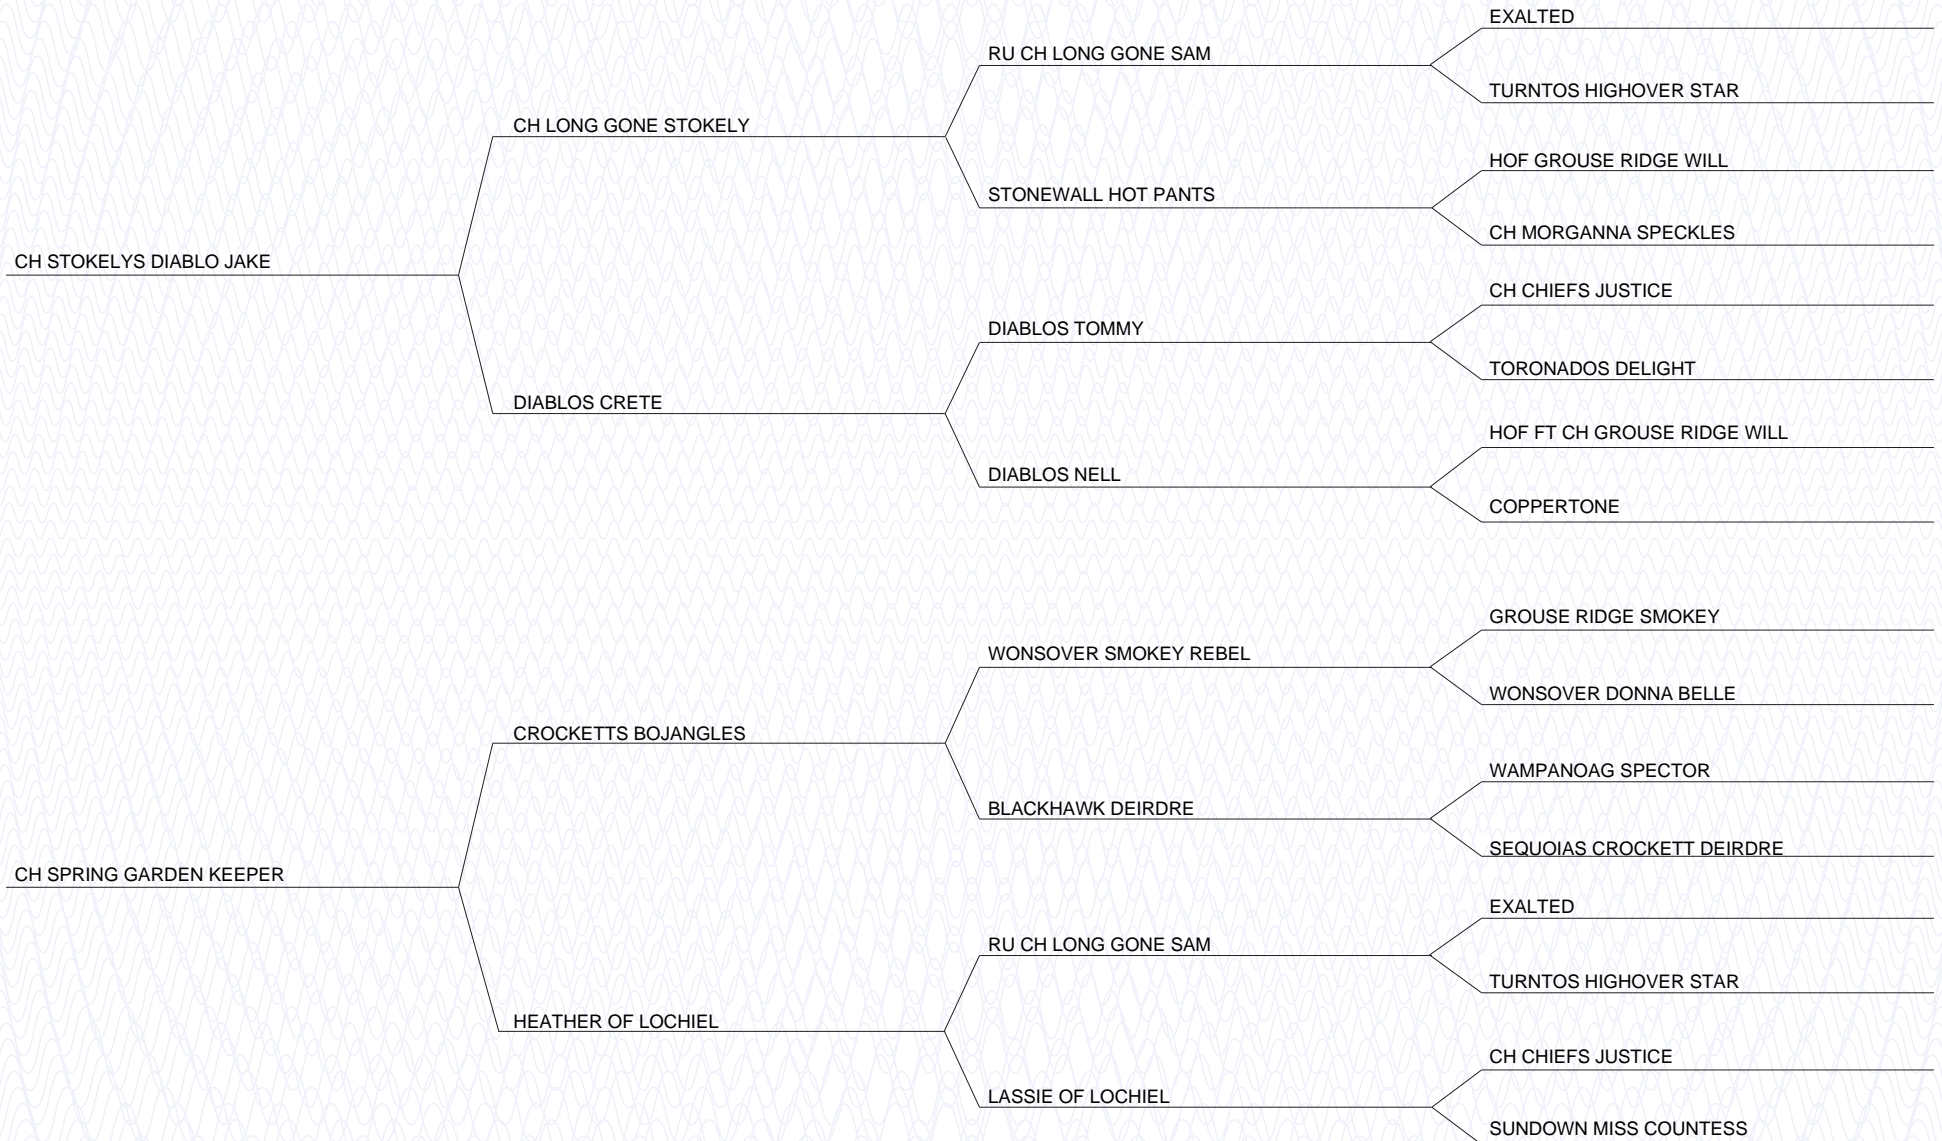 EXALTED
RU CH LONG GONE SAM
TURNTOS HIGHOVER STAR
CH LONG GONE STOKELY
HOF GROUSE RIDGE WILL
STONEWALL HOT PANTS
CH MORGANNA SPECKLES
CH STOKELYS DIABLO JAKE
CH CHIEFS JUSTICE
DIABLOS TOMMY
TORONADOS DELIGHT
DIABLOS CRETE
HOF FT CH GROUSE RIDGE WILL
DIABLOS NELL
COPPERTONE
GROUSE RIDGE SMOKEY
WONSOVER SMOKEY REBEL
WONSOVER DONNA BELLE
CROCKETTS BOJANGLES
WAMPANOAG SPECTOR
BLACKHAWK DEIRDRE
SEQUOIAS CROCKETT DEIRDRE
CH SPRING GARDEN KEEPER
EXALTED
RU CH LONG GONE SAM
TURNTOS HIGHOVER STAR
HEATHER OF LOCHIEL
CH CHIEFS JUSTICE
LASSIE OF LOCHIEL
SUNDOWN MISS COUNTESS